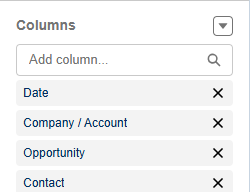 Columns
Add column...
Date
Company / Account
Opportunity
Contact